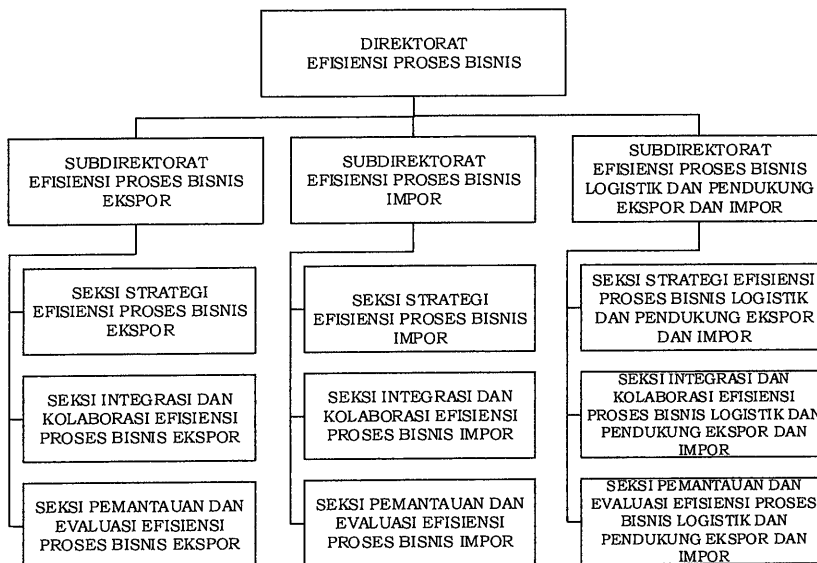 DIREKTORAT
EFISIENSI PROSES BISNIS
SUBDIREKTORAT
EFISIENSI PROSES BISNIS
EKSPOR
SUBDIREKTORAT
EFISIENSI PROSES BISNIS
IMPOR
SUBDIREKTORAT
EFISIENSI PROSES BISNIS
LOGISTIK DAN PENDUKUNG
EKSPOR DAN IMPOR
SEKSI STRATEGI
EFISIENSI PROSES BISNIS
EKSPOR
SEKSI STRATEGI
EFISIENSI PROSES BISNIS
IMPOR
SEKSI STRATEGI EFISIENSI
PROSES BISNIS LOGISTIK
DAN PENDUKUNG EKSPOR
DAN IMPOR
SEKSI INTEGRASI DAN
KOLABORASI EFISIENSI
PROSES BISNIS EKSPOR
SEKSI INTEGRASI DAN
KOLABORASI EFISIENSI
PROSES BISNIS IMPOR
SEKSI INTEGRASI DAN
KOLABORASI EFISIENSI
PROSES BISNIS LOGISTIK DAN
PENDUKUNG EKSPOR DAN
IMPOR
SEKSI PEMANTAUAN DAN
EVALUASI EFISIENSI
PROSES BISNIS EKSPOR
SEKSI PEMANTAUAN DAN
EVALUASI EFISIENSI
PROSES BISNIS IMPOR
SEKSI PEMANTAUAN DAN
EVALUASI EFISIENSI PROSES
BISNIS LOGISTIK DAN
PENDUKUNG EKSPOR DAN
IMPOR